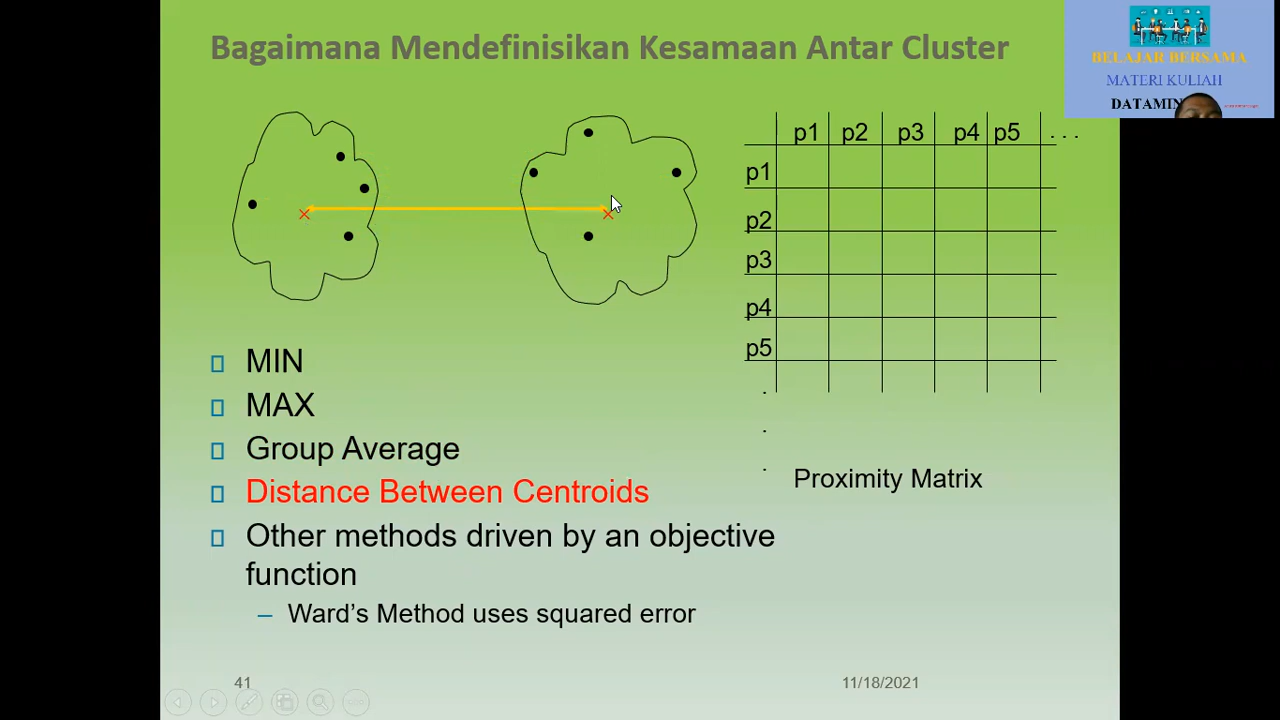 Bagaimana Mendefinisikan Kesamaan Antar Cluster
BELAJAR BERSAMA
MATERI KULIAH
DATAMIN
p1 p2 p3 p4 p5 . . .
p1
p2
p3
p4
p5
.
.
.
Proximity Matrix
MIN
MAX
Group Average
Distance Between Centroids
Other methods driven by an objective
function
– Ward’s Method uses squared error
41
11/18/2021